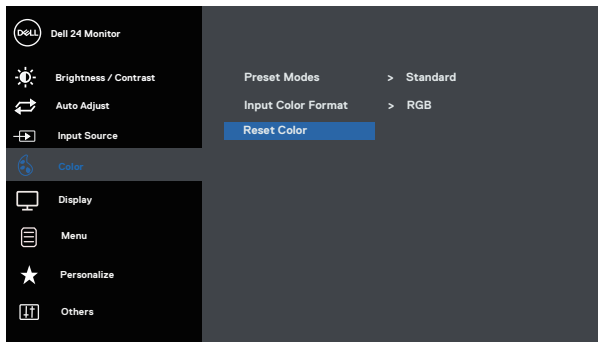 DELL Dell 24 Monitor
Brightness / Contrast
Auto Adjust
Input Source
Color
Display
Menu
Personalize
Others
Preset Modes > Standard
Input Color Format > RGB
Reset Color